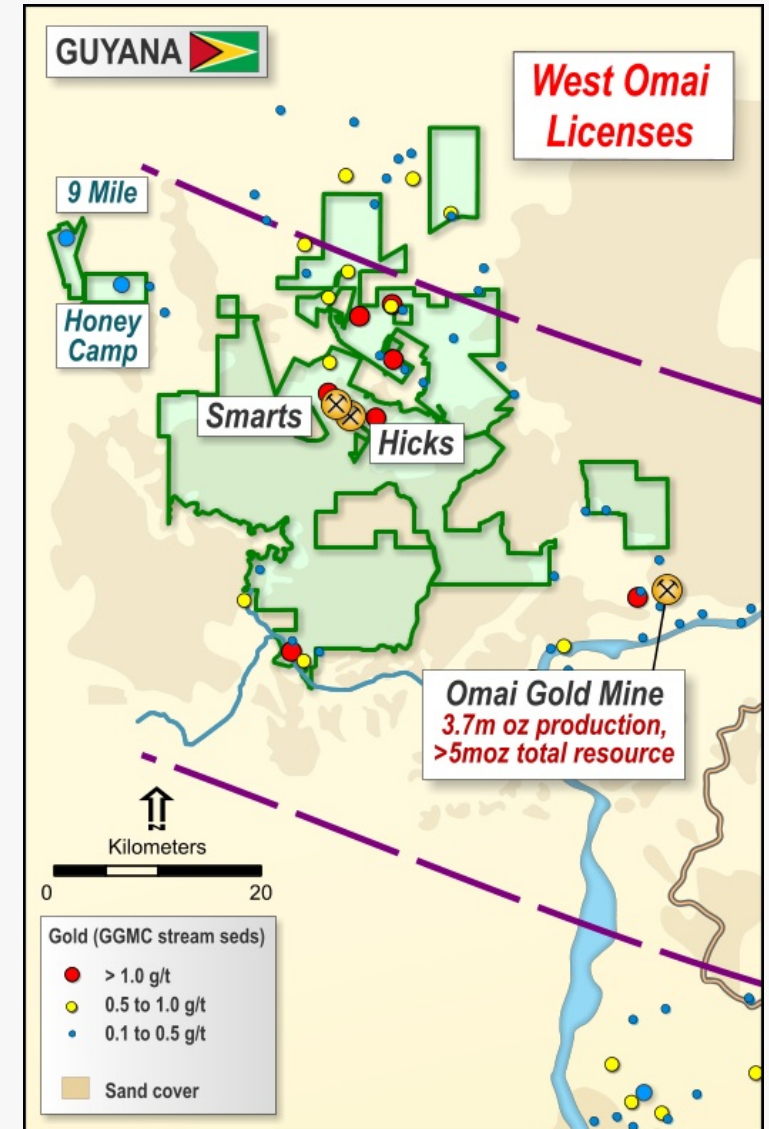 GUYANA
West Omai
Licenses
9 Mile
Honey
Camp
Smarts
Hicks
Omai Gold Mine
3.7m oz production,
>5moz total resource
N
Kilometers
0 20
Gold (GGMC stream seds)
> 1.0 g/t
0.5 to 1.0 g/t
0.1 to 0.5 g/t
Sand cover